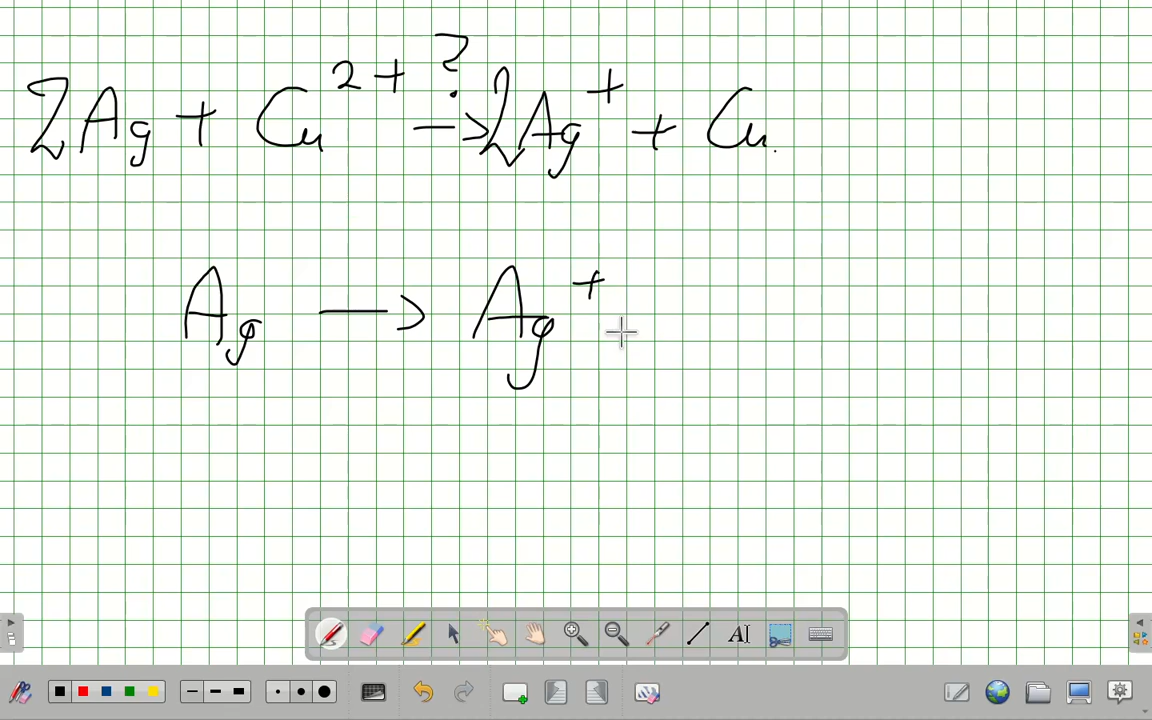 2Ag + Cu²⁺ ?→ 2Ag⁺ + Cu.
Ag → Ag⁺